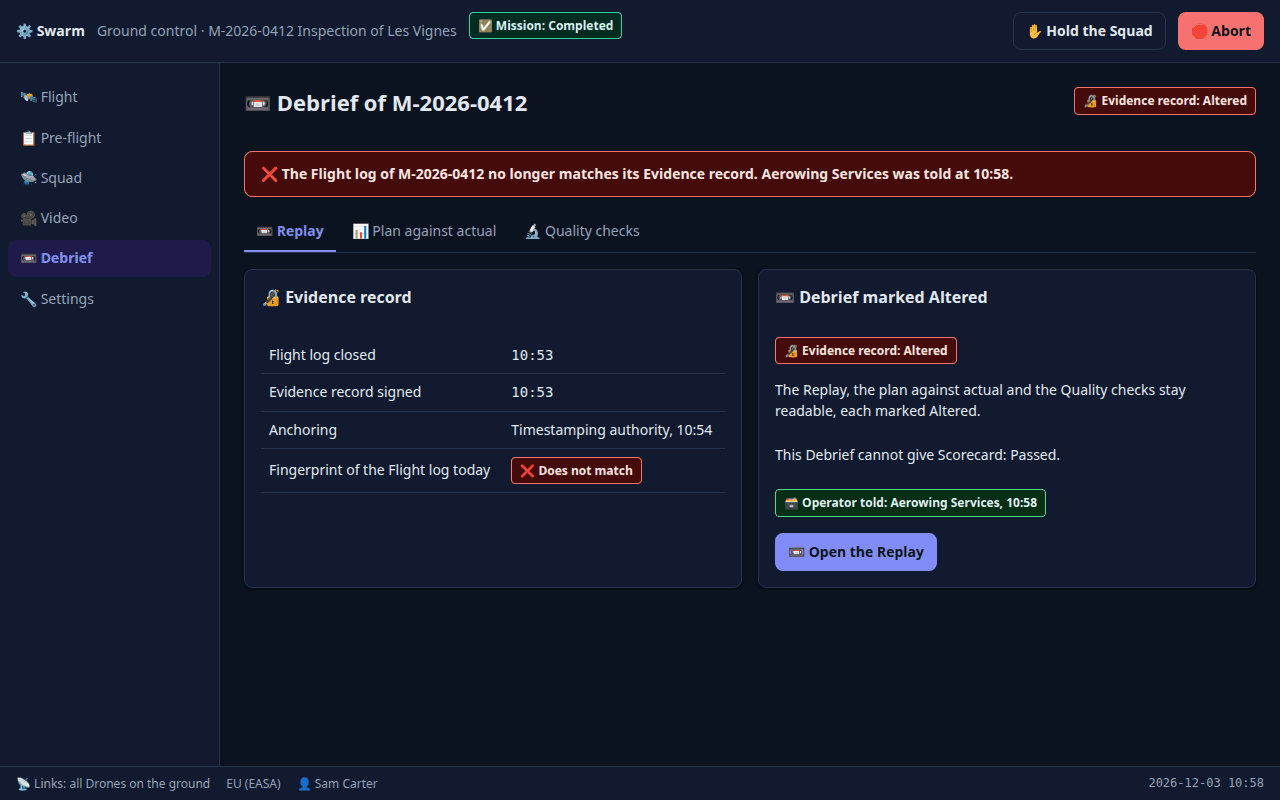 ⚙️ Swarm Ground control · M-2026-0412 Inspection of Les Vignes ✅ Mission: Completed ✋ Hold the Squad 🛑 Abort
🛰️ Flight
📋 Pre-flight
🛸 Squad
🎥 Video
📼 Debrief
🔧 Settings
📼 Debrief of M-2026-0412
🔏 Evidence record: Altered
❌ The Flight log of M-2026-0412 no longer matches its Evidence record. Aerowing Services was told at 10:58.
📼 Replay 📊 Plan against actual 🔬 Quality checks
🔏 Evidence record
Flight log closed 10:53
Evidence record signed 10:53
Anchoring Timestamping authority, 10:54
Fingerprint of the Flight log today ❌ Does not match
📼 Debrief marked Altered
🔏 Evidence record: Altered
The Replay, the plan against actual and the Quality checks stay
readable, each marked Altered.
This Debrief cannot give Scorecard: Passed.
🗃️ Operator told: Aerowing Services, 10:58
📼 Open the Replay
📡 Links: all Drones on the ground EU (EASA) 👤 Sam Carter 2026-12-03 10:58